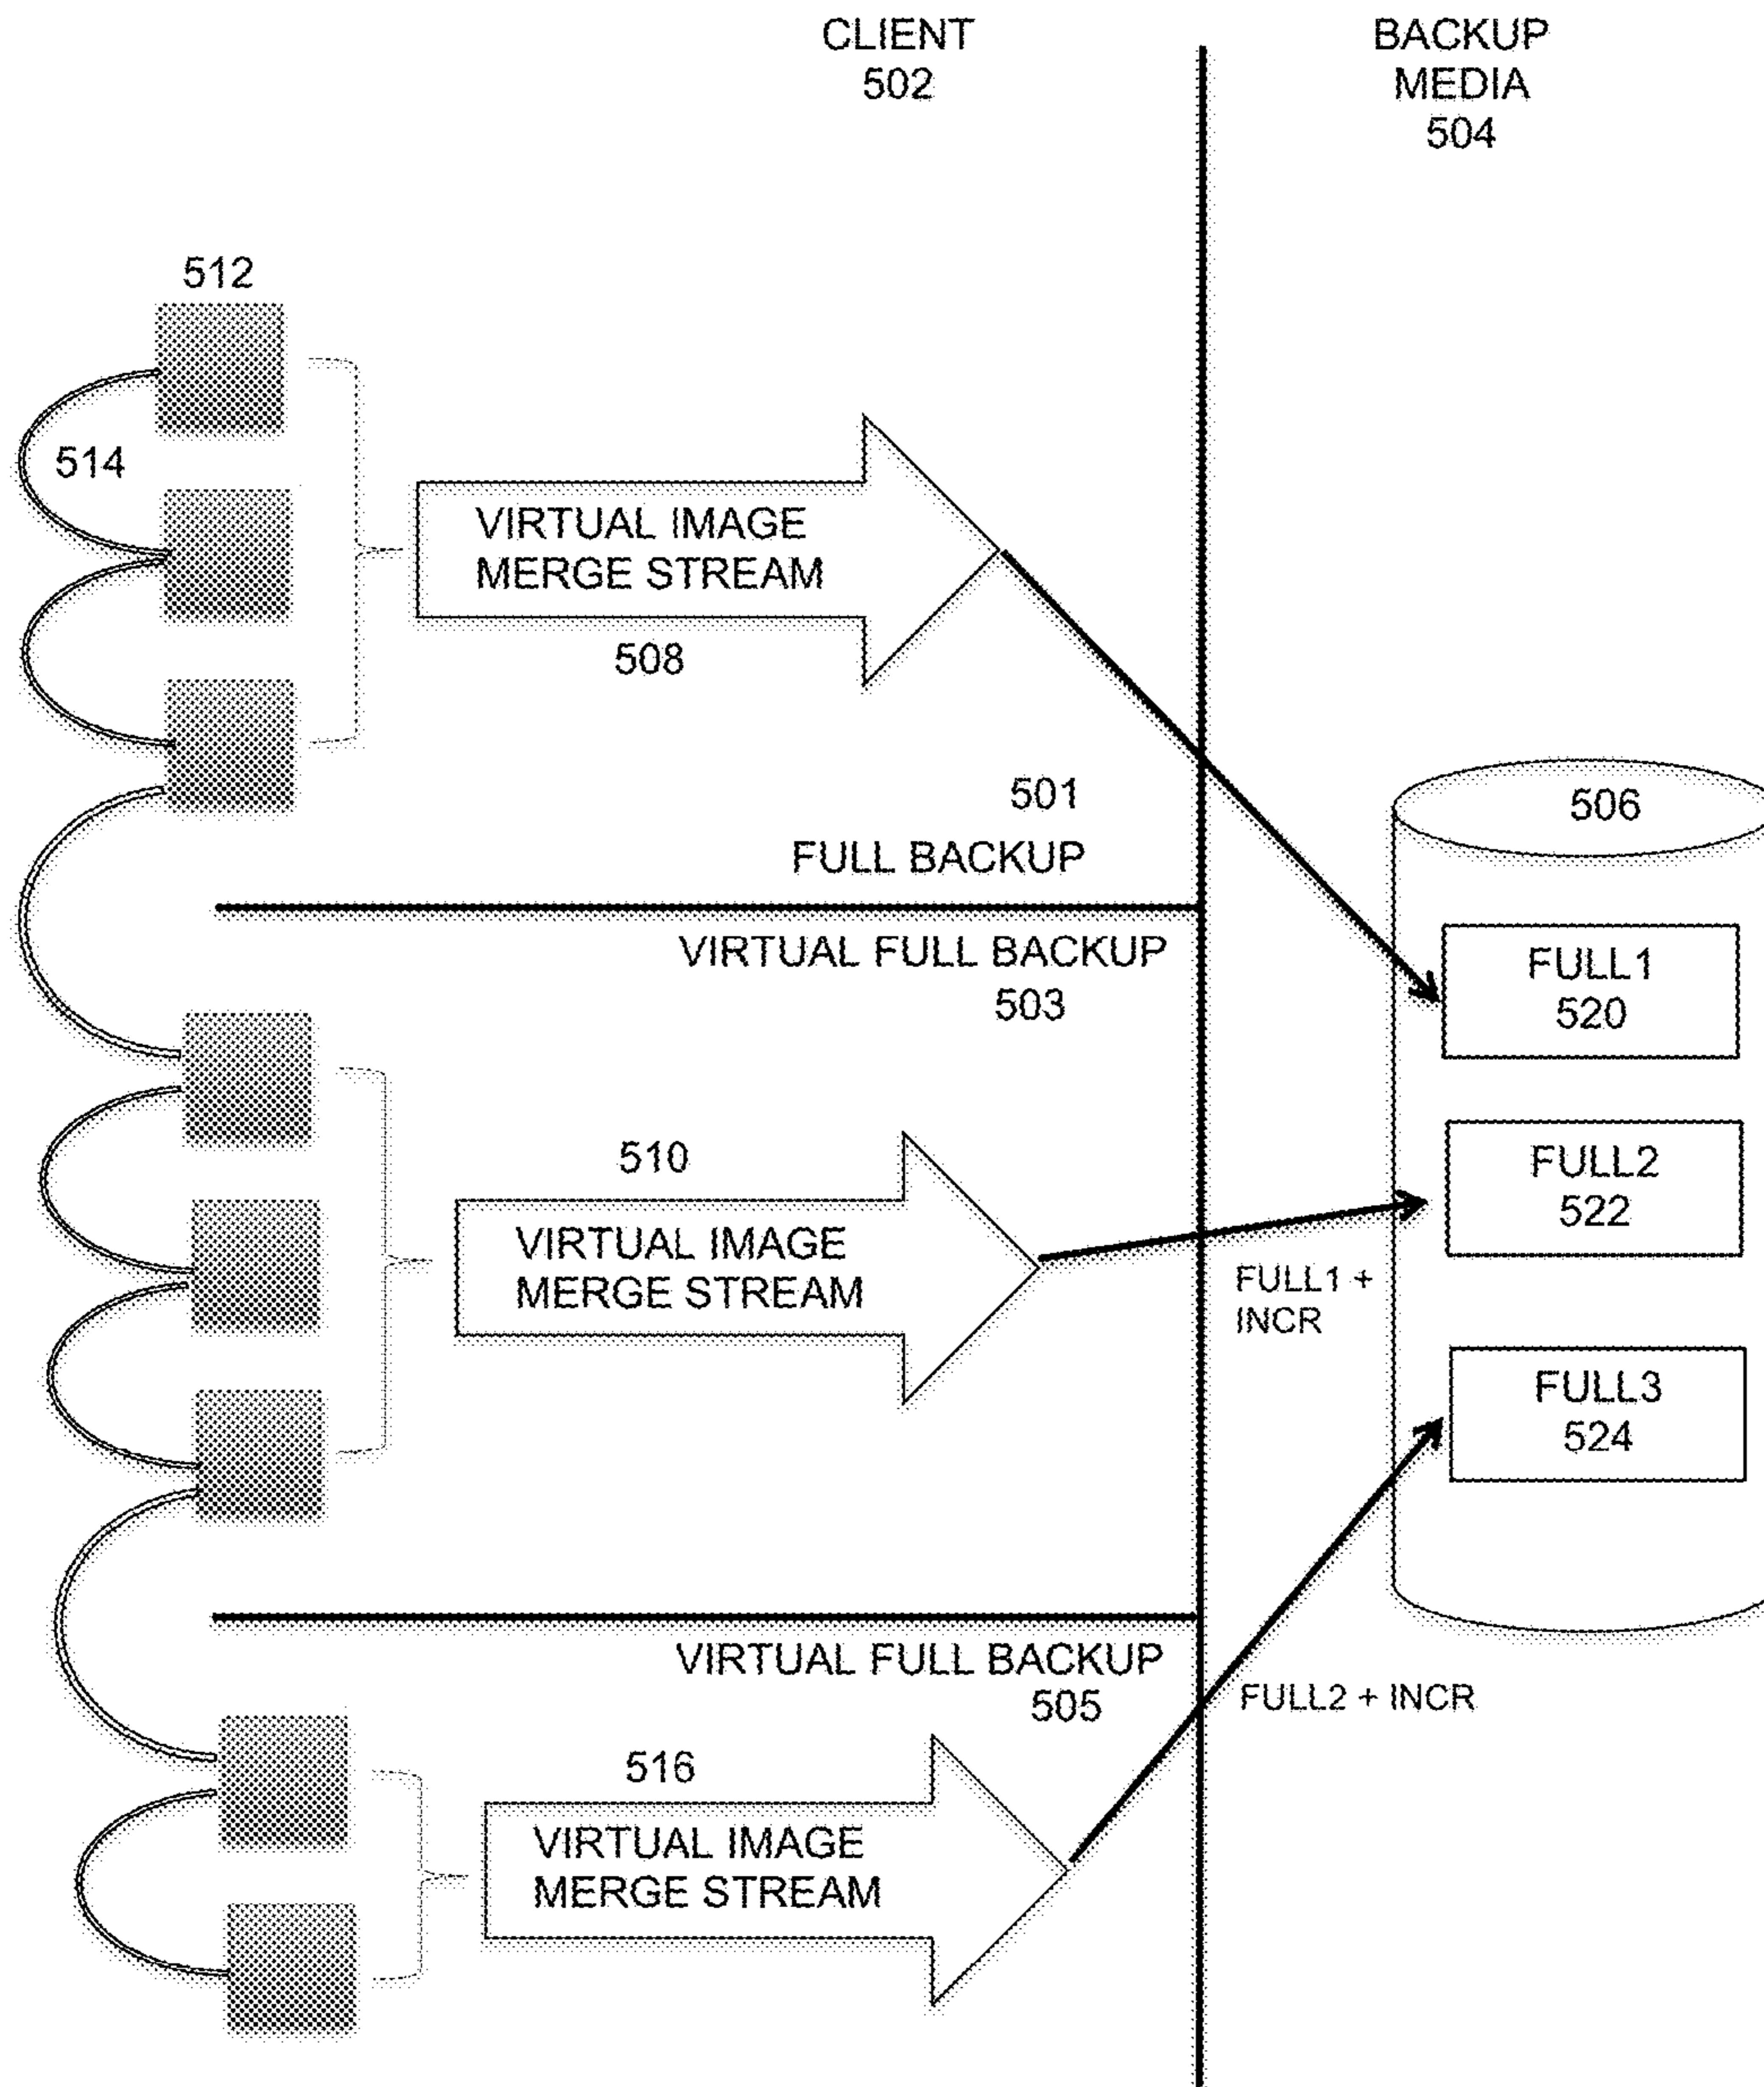 CLIENT
502
BACKUP
MEDIA
504
512
514
VIRTUAL IMAGE
MERGE STREAM
508
501
FULL BACKUP
506
VIRTUAL FULL BACKUP
503
FULL1
520
510
VIRTUAL IMAGE
MERGE STREAM
FULL1 +
INCR
FULL2
522
FULL3
524
VIRTUAL FULL BACKUP
505
FULL2 + INCR
516
VIRTUAL IMAGE
MERGE STREAM